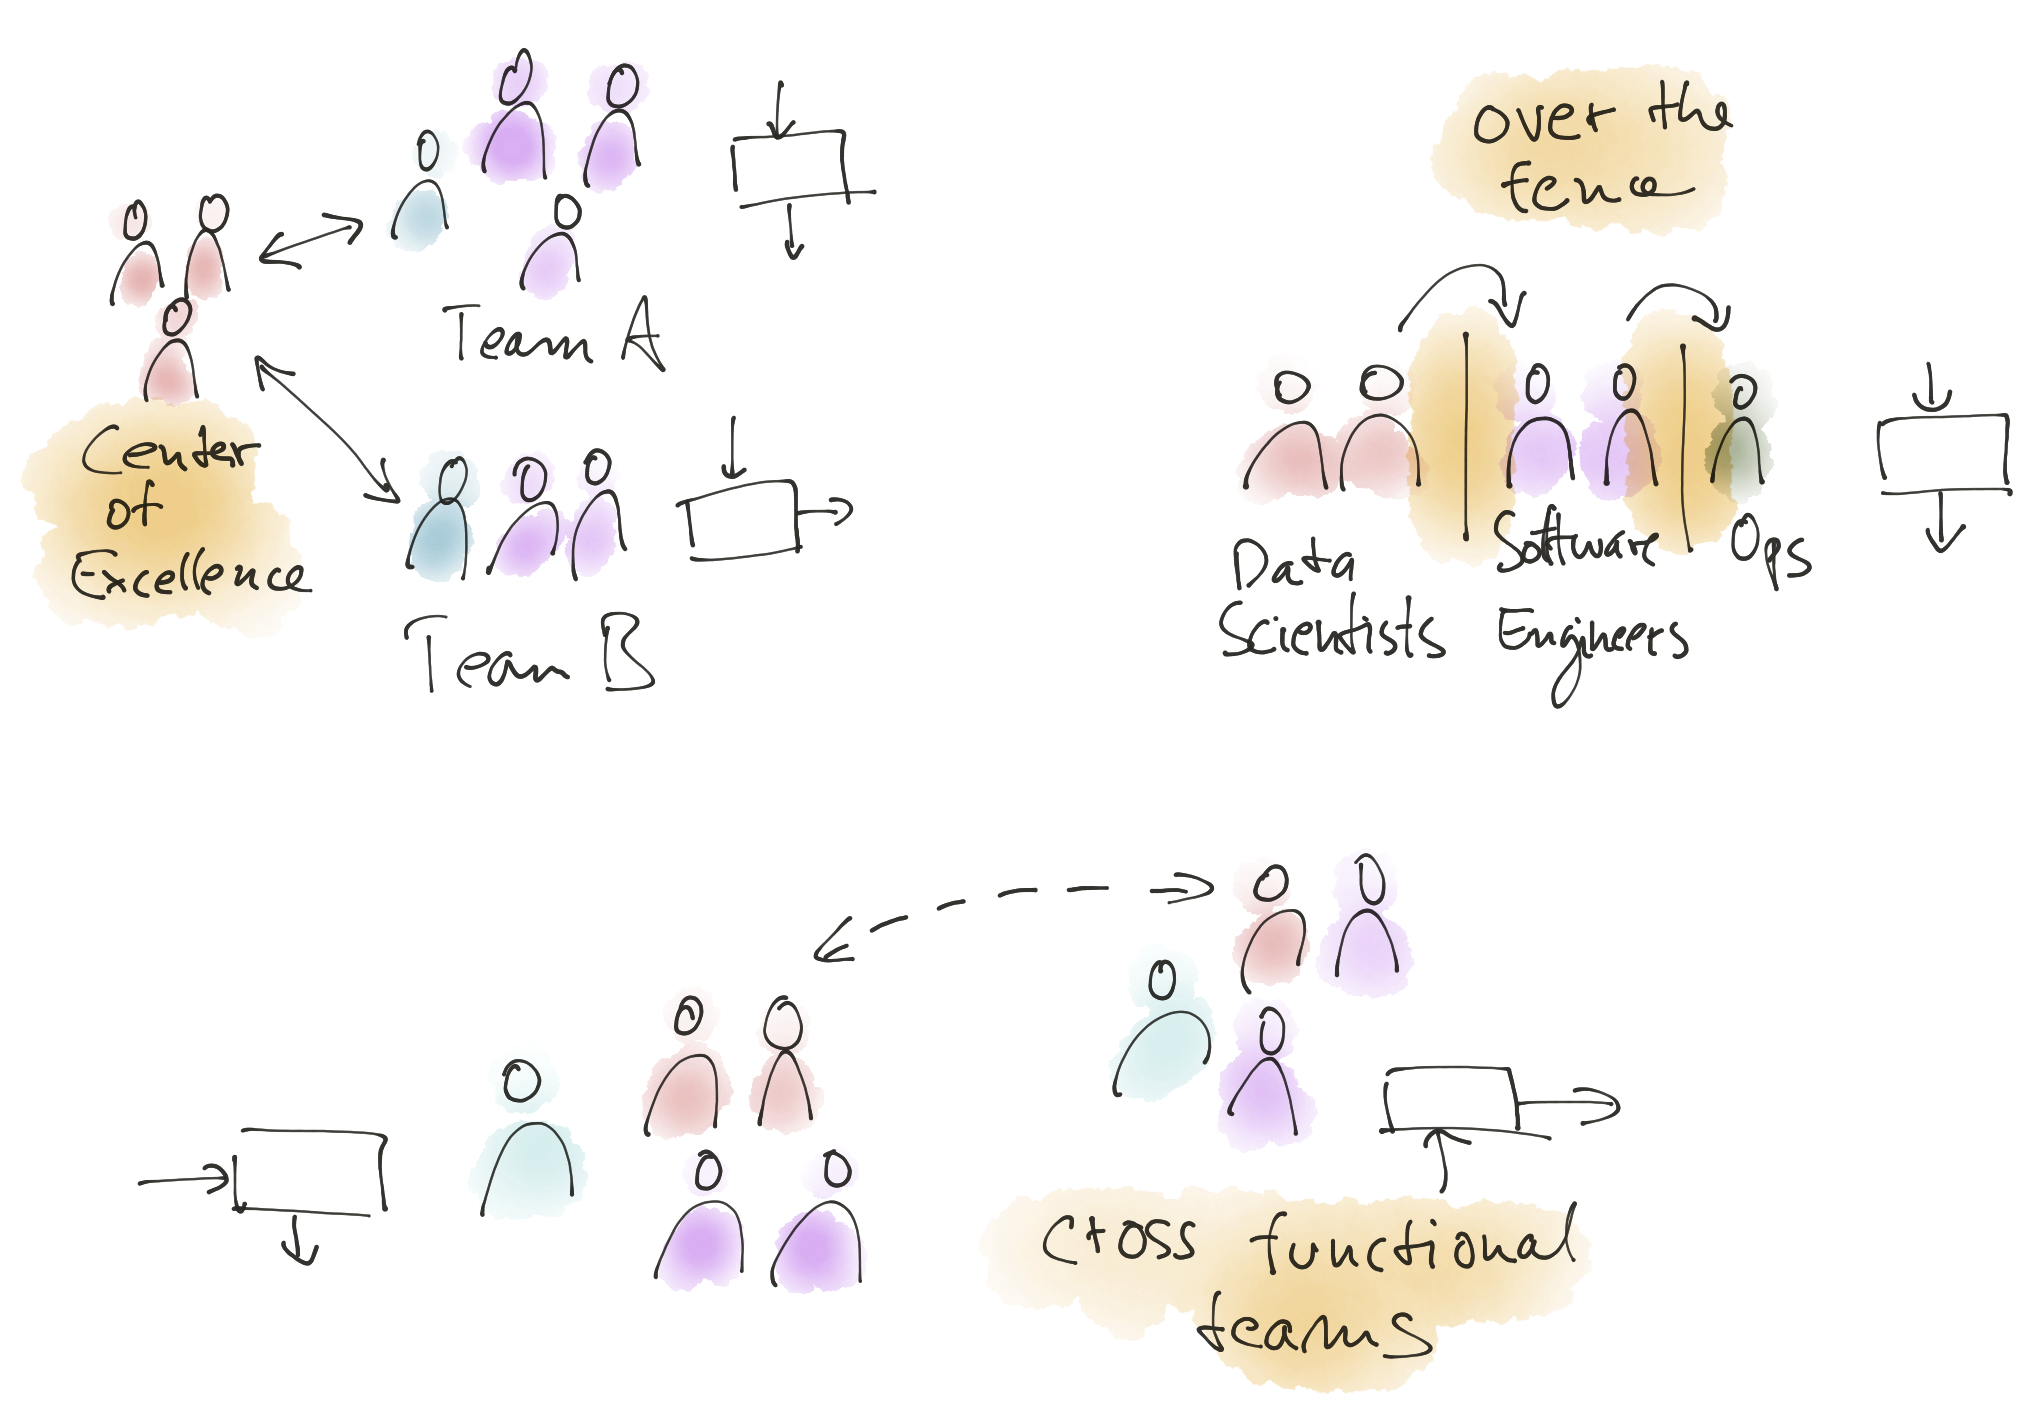 Team A
Center
of
Excellence
Team B
over the
fence
Data
Scientists
Software
Engineers
Ops
cross functional
teams